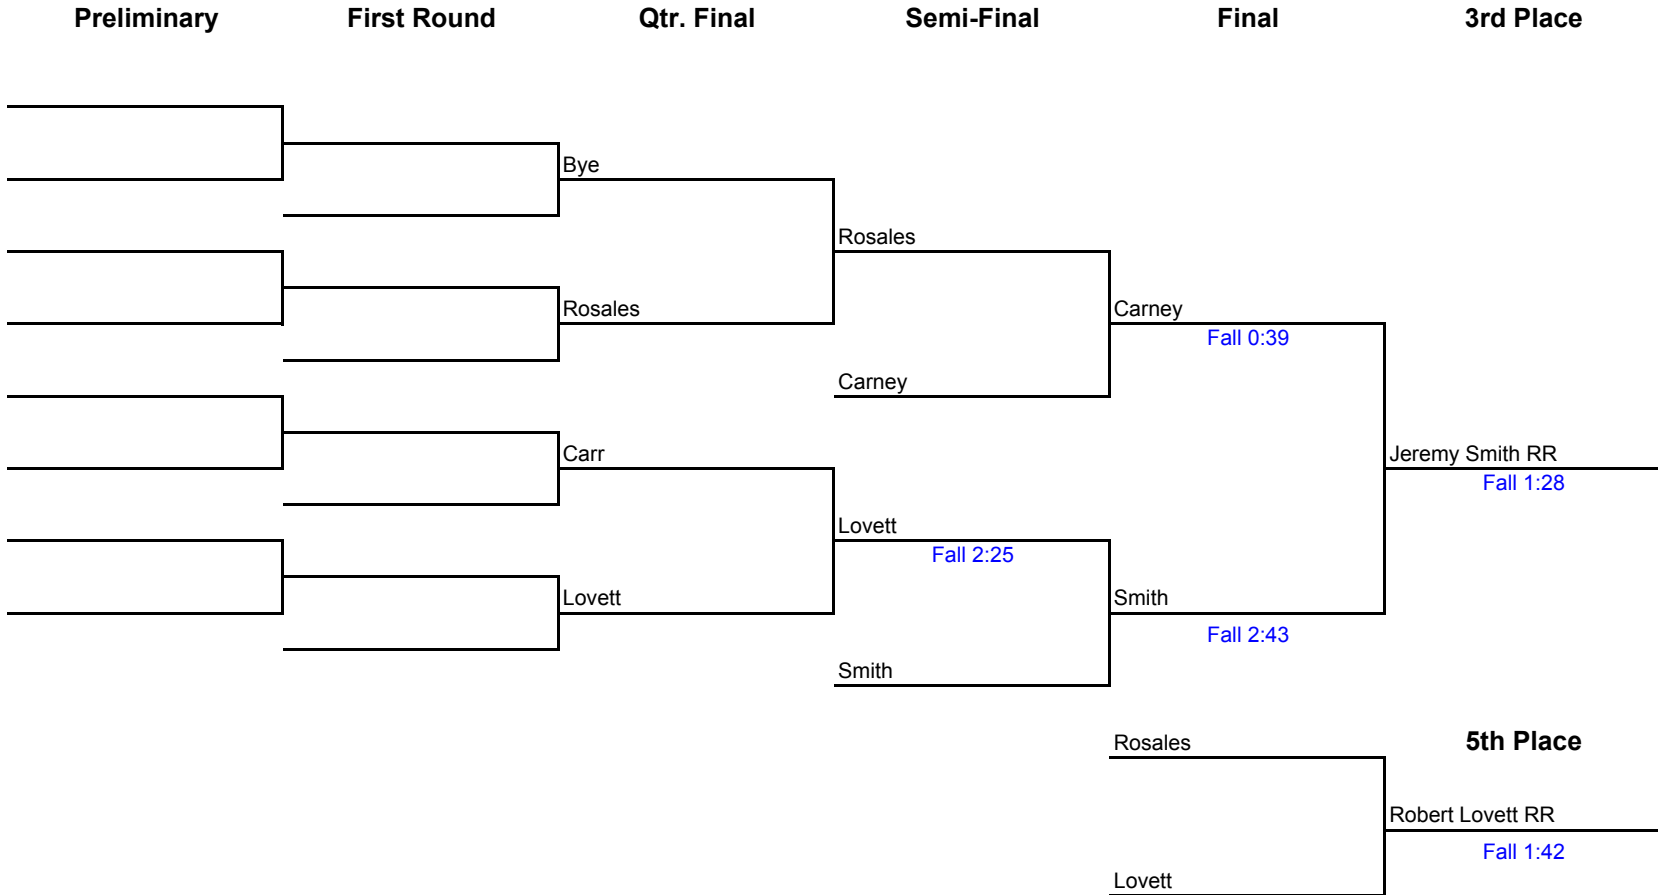 Preliminary First Round Qtr. Final Semi-Final Final 3rd Place
Bye
Rosales
Rosales
Carney
Fall 0:39
Carney
Carr
Jeremy Smith RR
Fall 1:28
Lovett
Fall 2:25
Lovett
Smith
Fall 2:43
Smith
Rosales
5th Place
Robert Lovett RR
Fall 1:42
Lovett